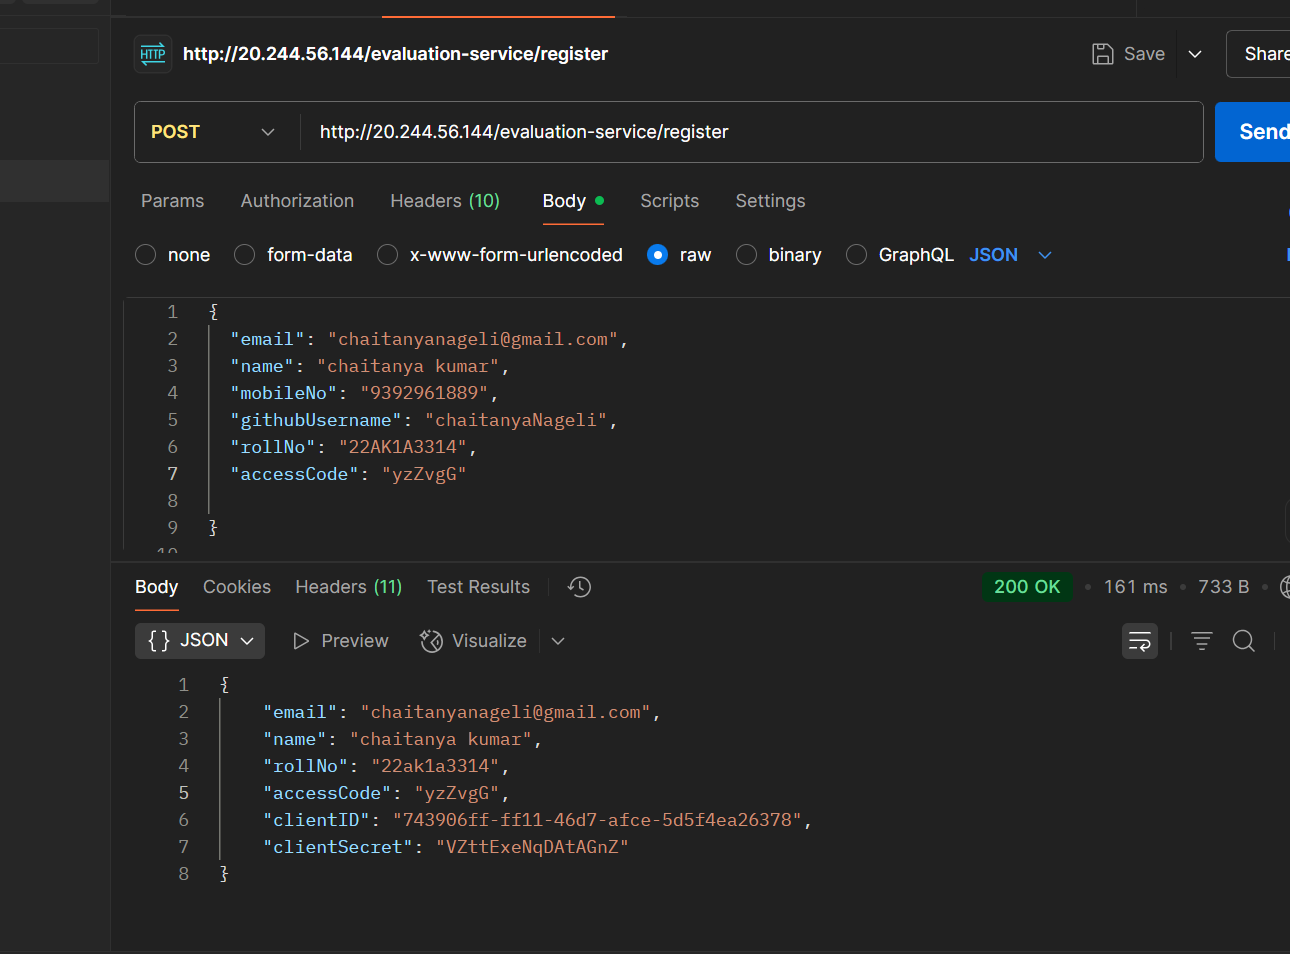 HTTP http://20.244.56.144/evaluation-service/register Save
POST http://20.244.56.144/evaluation-service/register Send
Params Authorization Headers (10) Body Scripts Settings
none form-data x-www-form-urlencoded raw binary GraphQL JSON
1 {
2 "email": "chaitanyanageli@gmail.com",
3 "name": "chaitanya kumar",
4 "mobileNo": "9392961889",
5 "githubUsername": "chaitanyaNageli",
6 "rollNo": "22AK1A3314",
7 "accessCode": "yzZvgG"
8
9 }
10
Body Cookies Headers (11) Test Results 200 OK • 161 ms • 733 B •
{} JSON Preview Visualize
1 {
2 "email": "chaitanyanageli@gmail.com",
3 "name": "chaitanya kumar",
4 "rollNo": "22ak1a3314",
5 "accessCode": "yzZvgG",
6 "clientID": "743906ff-ff11-46d7-afce-5d5f4ea26378",
7 "clientSecret": "VZttExeNqDAtAGnZ"
8 }